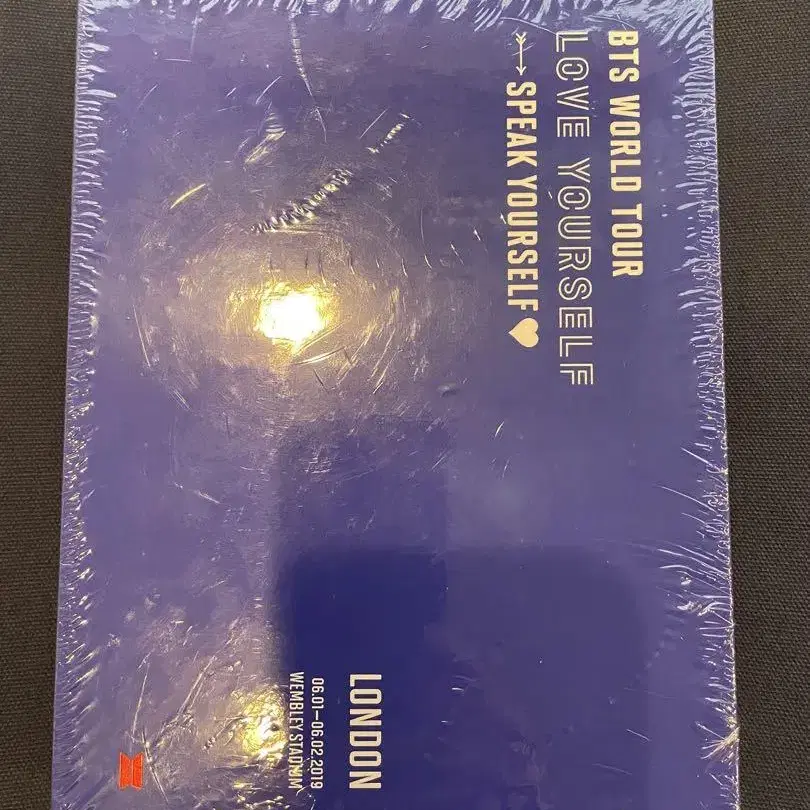 BTS WORLD TOUR
LOVE YOURSELF
SPEAK YOURSELF
LONDON
06.01–06.02.2019
WEMBLEY STADIUM